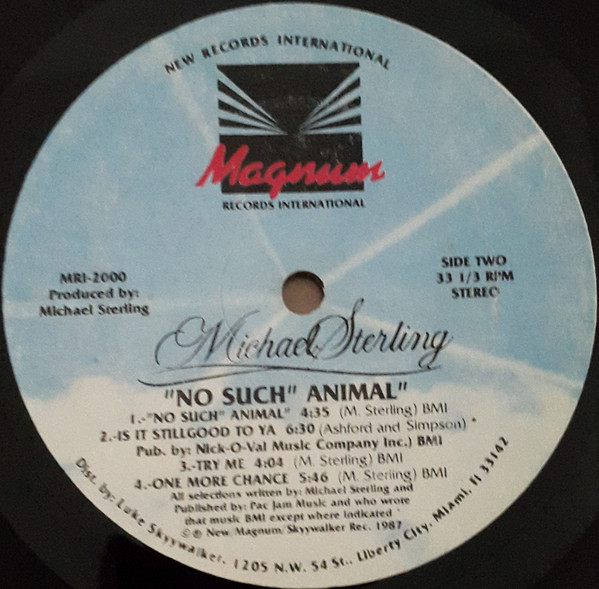 NEW RECORDS INTERNATIONAL
Magnum
RECORDS INTERNATIONAL
MRI-2000
Produced by:
Michael Sterling
SIDE TWO
33 1/3 RPM
STEREO
Michael Sterling
"NO SUCH" ANIMAL"
1.-"NO SUCH" ANIMAL" 4:35 (M. Sterling) BMI
2.-IS IT STILLGOOD TO YA 6:30 (Ashford and Simpson) *
Pub. by: Nick-O-Val Music Company Inc.) BMI
3.-TRY ME 4:04 (M. Sterling) BMI
4.-ONE MORE CHANCE 5:46 (M. Sterling) BMI
All selections written by: Michael Sterling and
Published by: Pac Jam Music and who wrote
that music BMI except where indicated *
©℗ New/Magnum/Skyywalker Rec. 1987
Dist. by: Luke Skyywalker, 1205 N.W. 54 St., Liberty City, Miami, Fl 33142